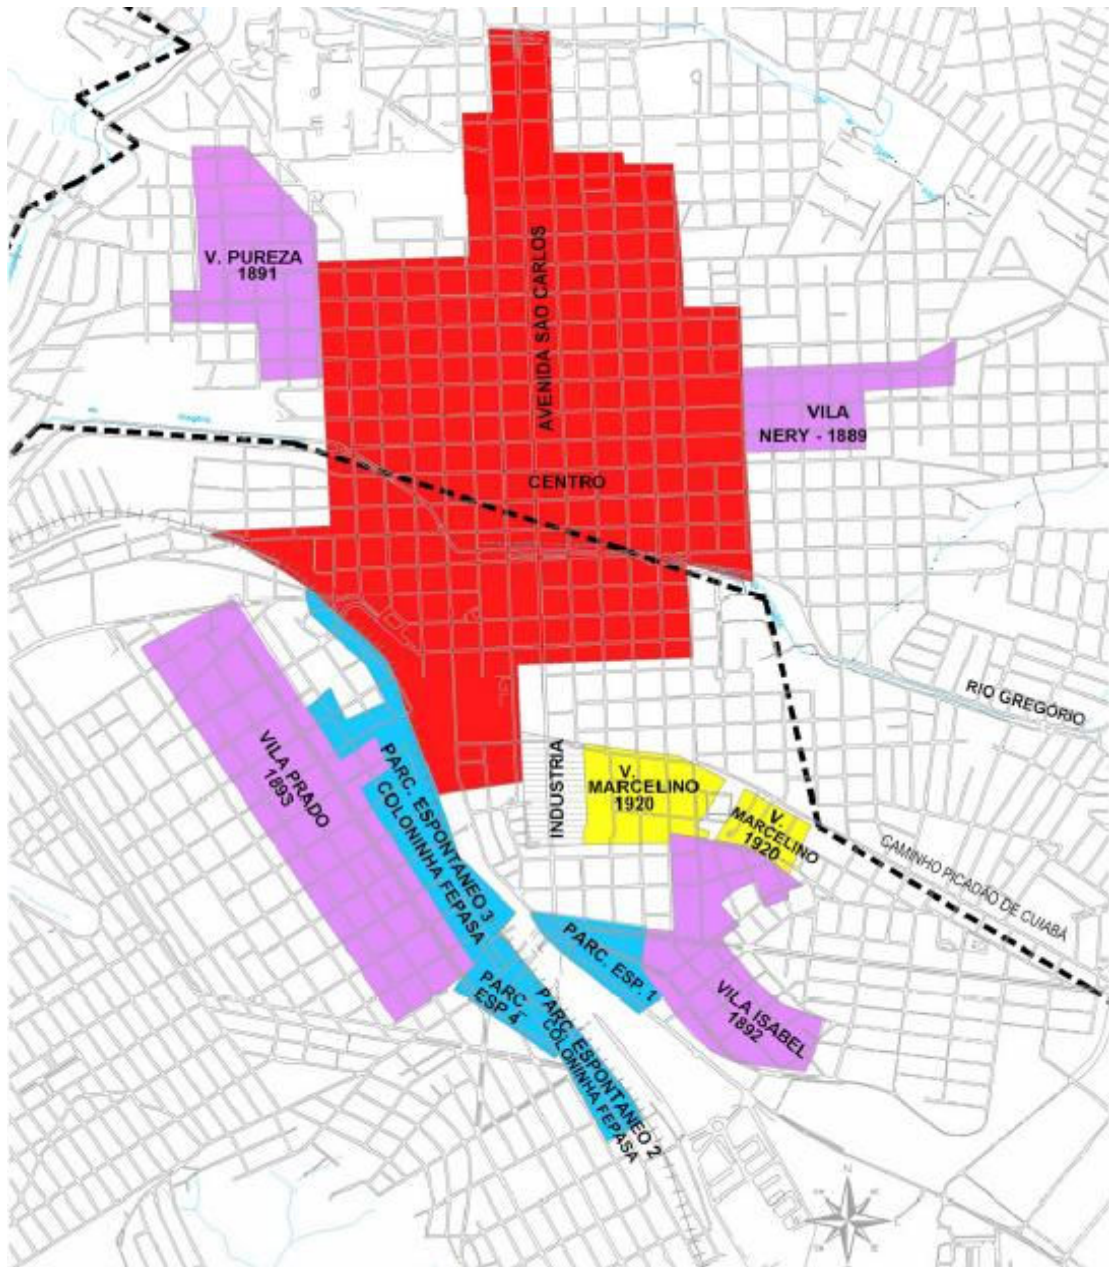 V. PUREZA
1891
AVENIDA SAO CARLOS
VILA
NERY - 1889
CENTRO
RIO GREGÓRIO
VILA PRADO
1893
PARC. ESPONTANEO 3
COLONINHA FEPASA
INDUSTRIA
V.
MARCELINO
1920
V.
MARCELINO
1920
CAMINHO PICADÃO DE CUIABÁ
PARC. ESP. 1
PARC.
ESP. 4
PARC. ESPONTANEO 2
COLONINHA FEPASA
VILA ISABEL
1892
N